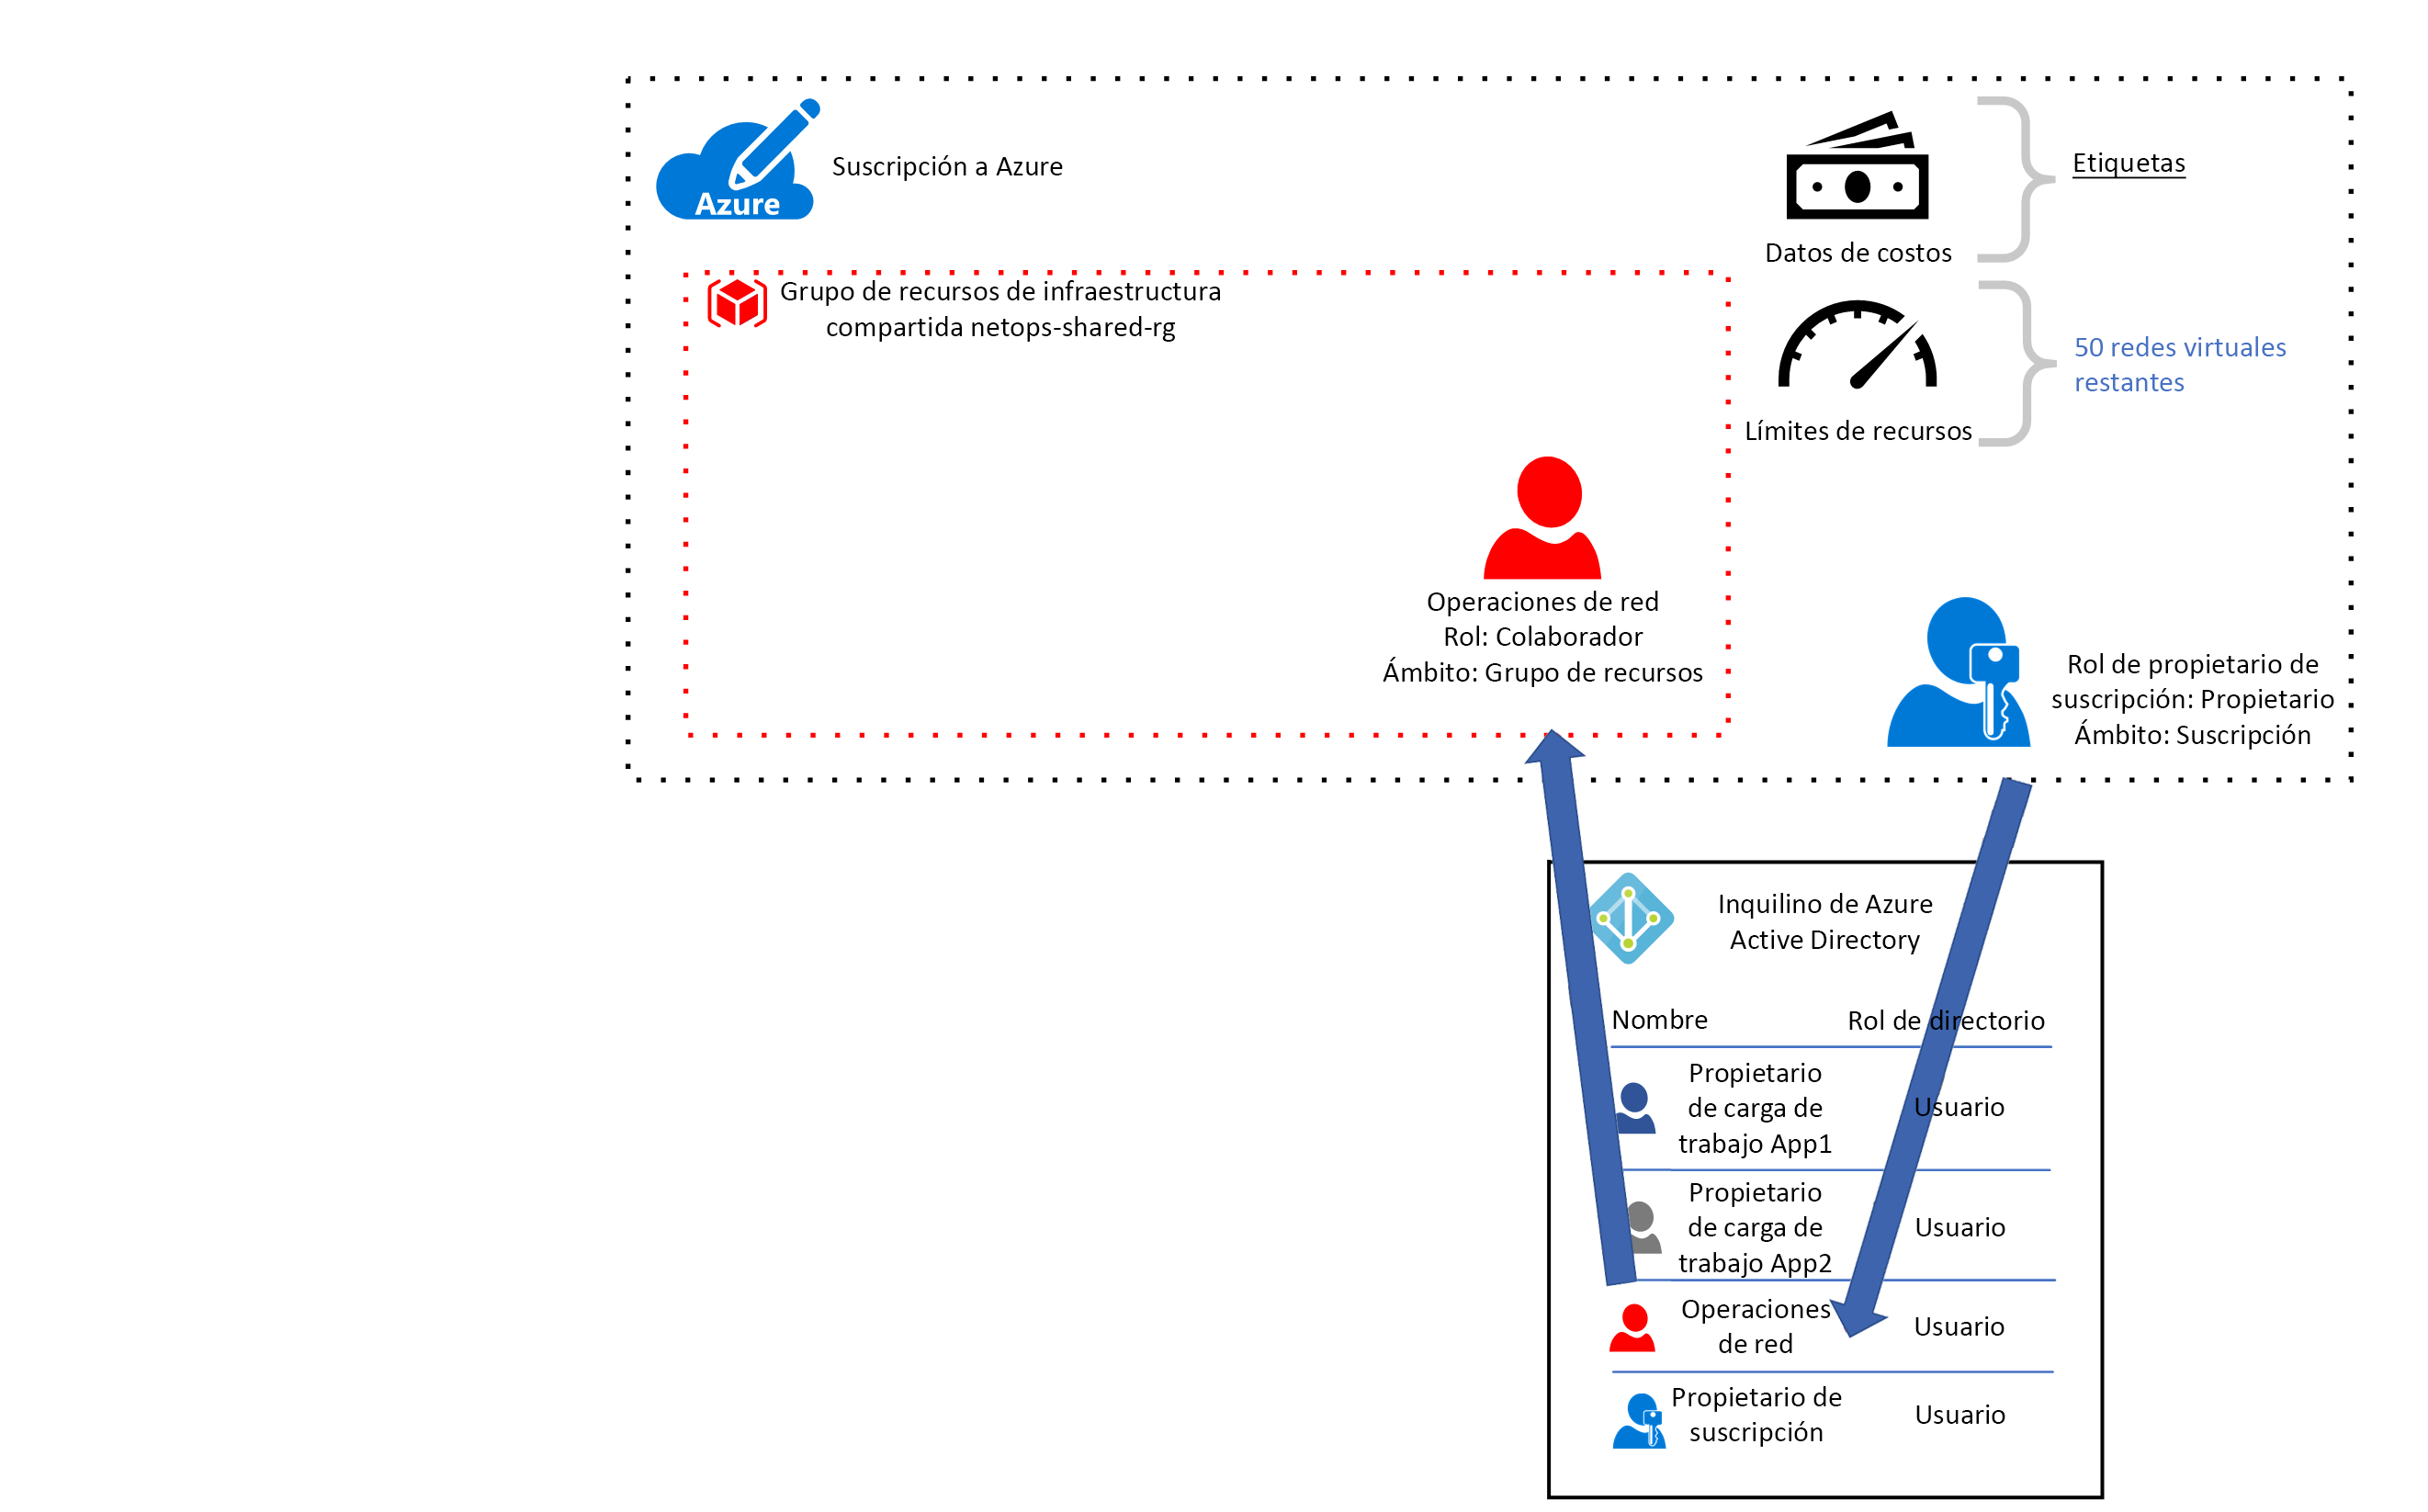 Azure
Suscripción a Azure
Datos de costos
Etiquetas
Grupo de recursos de infraestructura
compartida netops-shared-rg
50 redes virtuales
restantes
Límites de recursos
Operaciones de red
Rol: Colaborador
Ámbito: Grupo de recursos
Rol de propietario de
suscripción: Propietario
Ámbito: Suscripción
Inquilino de Azure
Active Directory
Nombre
Rol de directorio
Propietario
de carga de
trabajo App1
Usuario
Propietario
de carga de
trabajo App2
Usuario
Operaciones
de red
Usuario
Propietario de
suscripción
Usuario